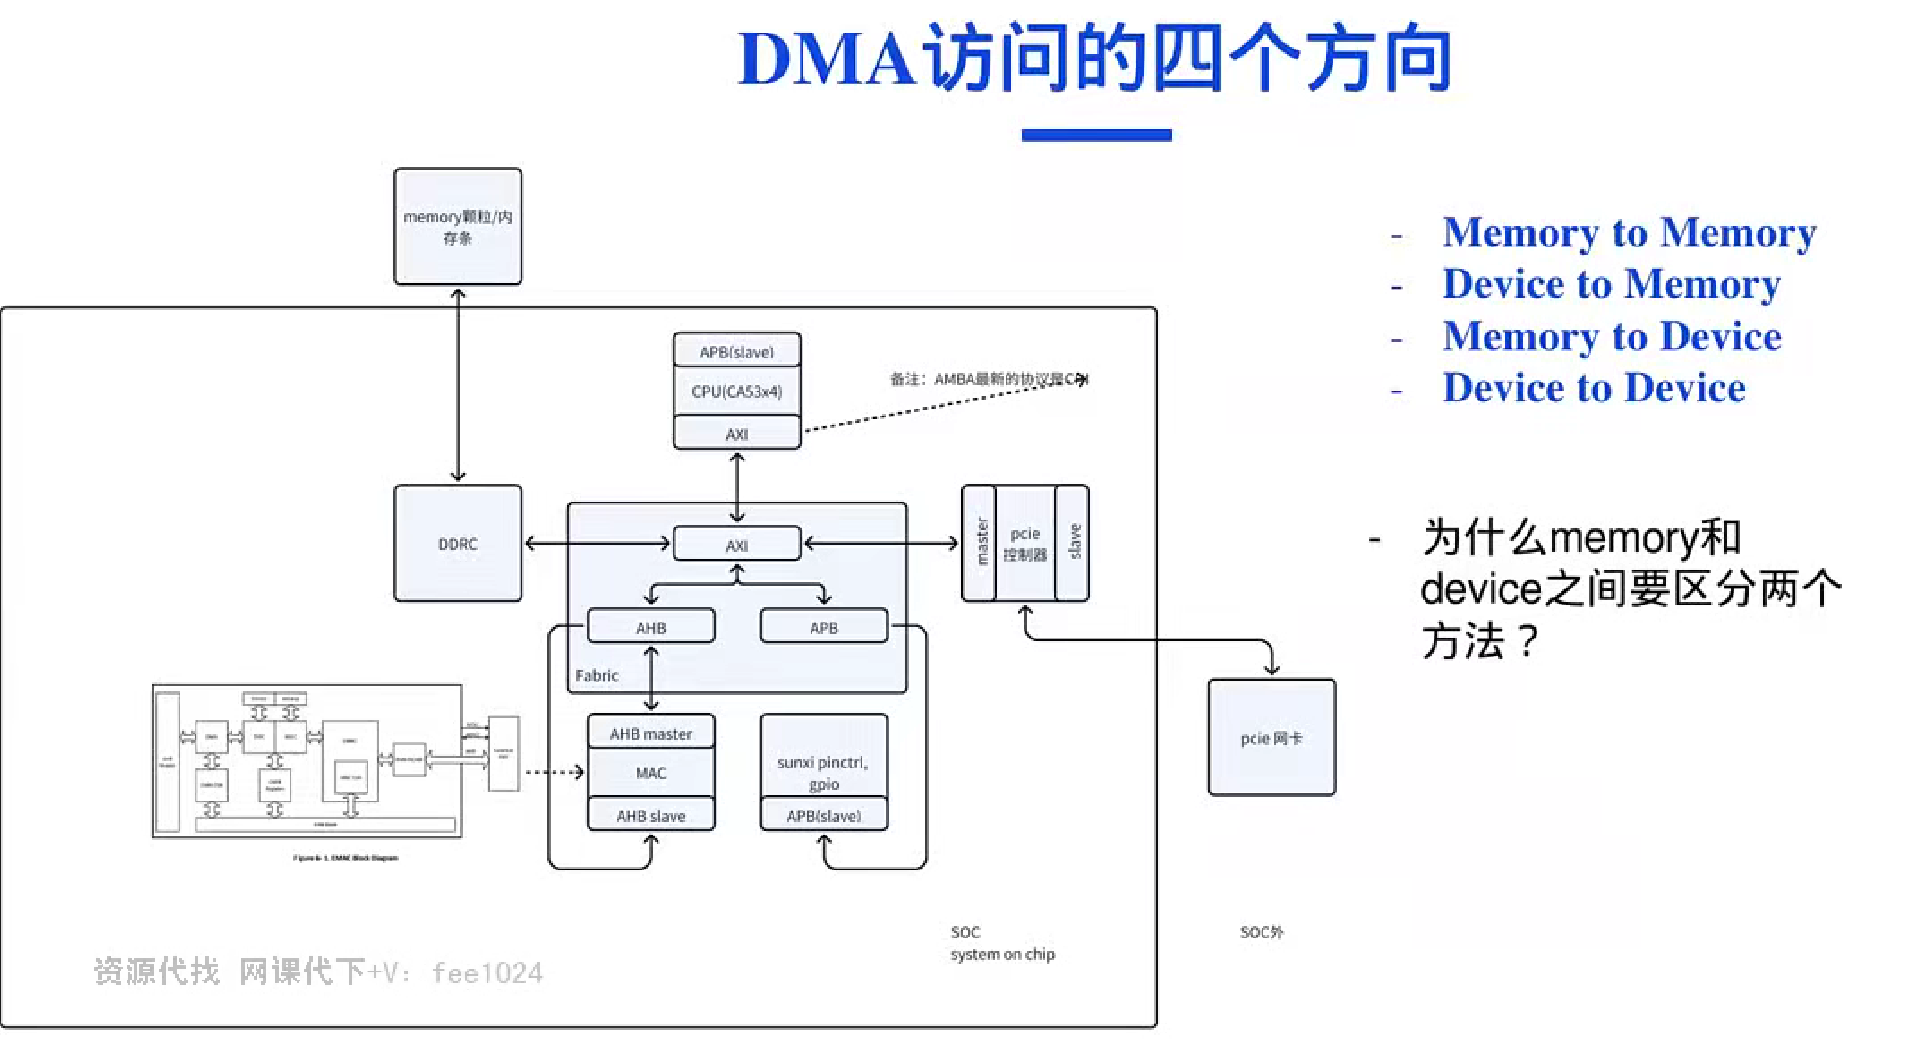 DMA访问的四个方向
memory颗粒/内
存条
- Memory to Memory
- Device to Memory
- Memory to Device
- Device to Device
APB(slave)
CPU(CA53x4)
AXI
备注：AMBA最新的协议是CHI
DDRC
AXI
master
pcie
控制器
slave
- 为什么memory和
device之间要区分两个
方法？
AHB
APB
Fabric
AHB master
MAC
AHB slave
sunxi pinctrl,
gpio
APB(slave)
pcie 网卡
Figure 6-1. EMAC Block Diagram
SOC
system on chip
SOC外
资源代找 网课代下+V：fee1024